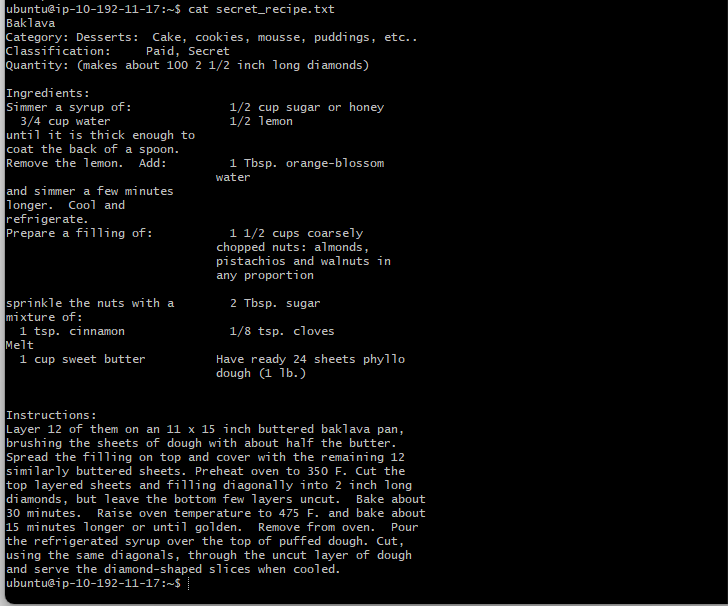 ubuntu@ip-10-192-11-17:~$ cat secret_recipe.txt
Baklava
Category: Desserts:  Cake, cookies, mousse, puddings, etc..
Classification:     Paid, Secret
Quantity: (makes about 100 2 1/2 inch long diamonds)

Ingredients:
Simmer a syrup of:              1/2 cup sugar or honey
  3/4 cup water                 1/2 lemon
until it is thick enough to
coat the back of a spoon.
Remove the lemon.  Add:         1 Tbsp. orange-blossom
                              water
and simmer a few minutes
longer.  Cool and
refrigerate.
Prepare a filling of:           1 1/2 cups coarsely
                              chopped nuts: almonds,
                              pistachios and walnuts in
                              any proportion

sprinkle the nuts with a        2 Tbsp. sugar
mixture of:
  1 tsp. cinnamon               1/8 tsp. cloves
Melt
  1 cup sweet butter          Have ready 24 sheets phyllo
                              dough (1 lb.)


Instructions:
Layer 12 of them on an 11 x 15 inch buttered baklava pan,
brushing the sheets of dough with about half the butter.
Spread the filling on top and cover with the remaining 12
similarly buttered sheets. Preheat oven to 350 F. Cut the
top layered sheets and filling diagonally into 2 inch long
diamonds, but leave the bottom few layers uncut.  Bake about
30 minutes.  Raise oven temperature to 475 F. and bake about
15 minutes longer or until golden.  Remove from oven.  Pour
the refrigerated syrup over the top of puffed dough. Cut,
using the same diagonals, through the uncut layer of dough
and serve the diamond-shaped slices when cooled.
ubuntu@ip-10-192-11-17:~$